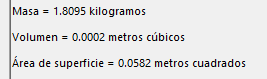 Masa = 1.8095 kilogramos
Volumen = 0.0002 metros cúbicos
Área de superficie = 0.0582 metros cuadrados